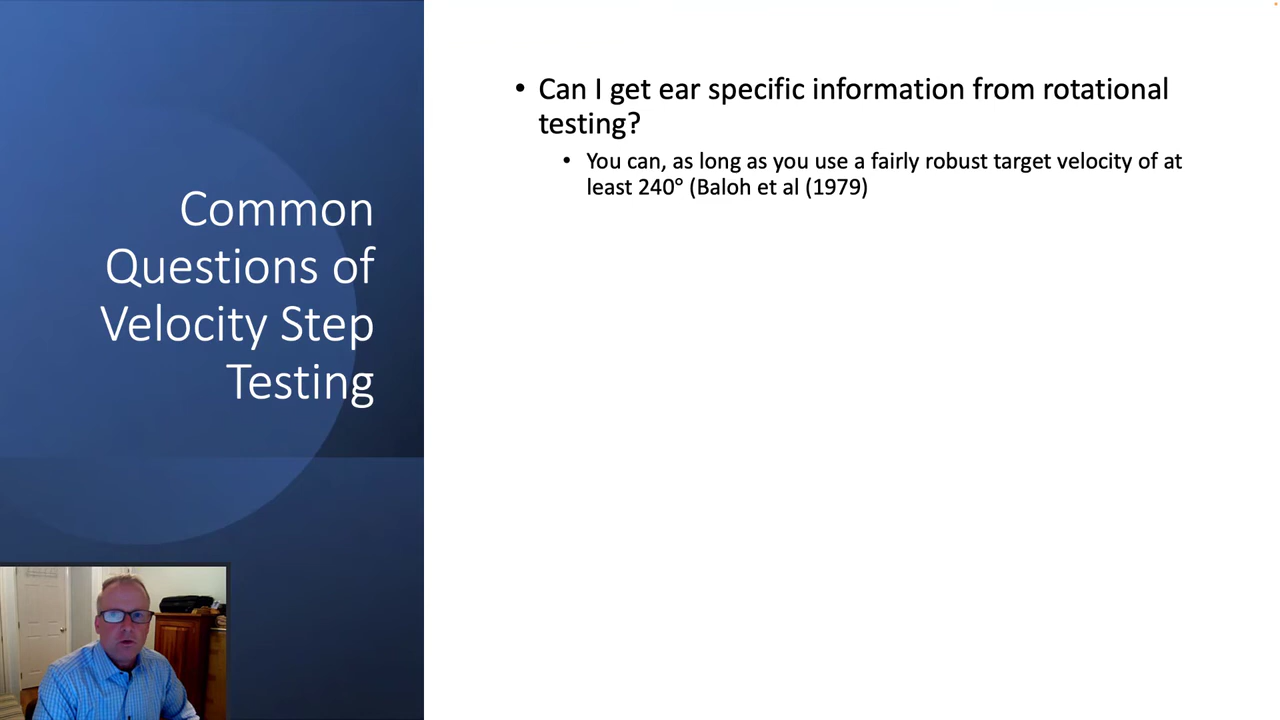 Common
Questions of
Velocity Step
Testing
• Can I get ear specific information from rotational
testing?
• You can, as long as you use a fairly robust target velocity of at
least 240° (Baloh et al (1979)